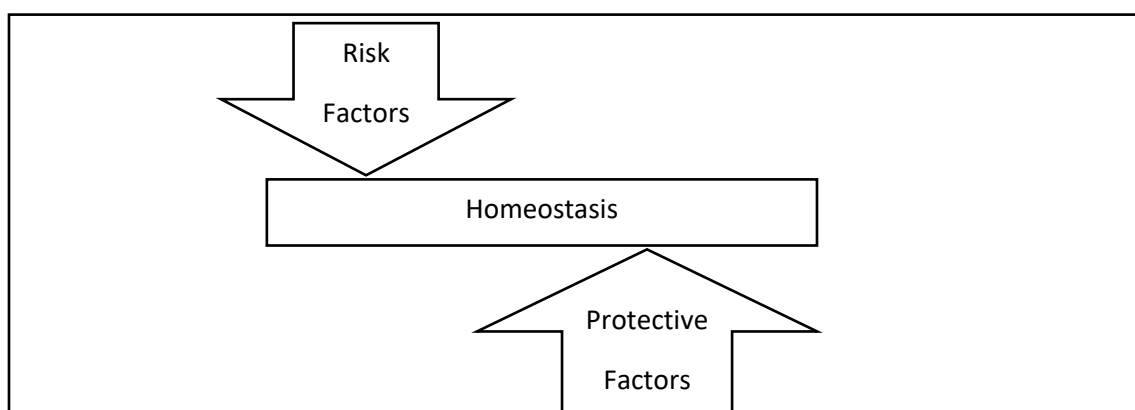 Risk
Factors
Homeostasis
Protective
Factors